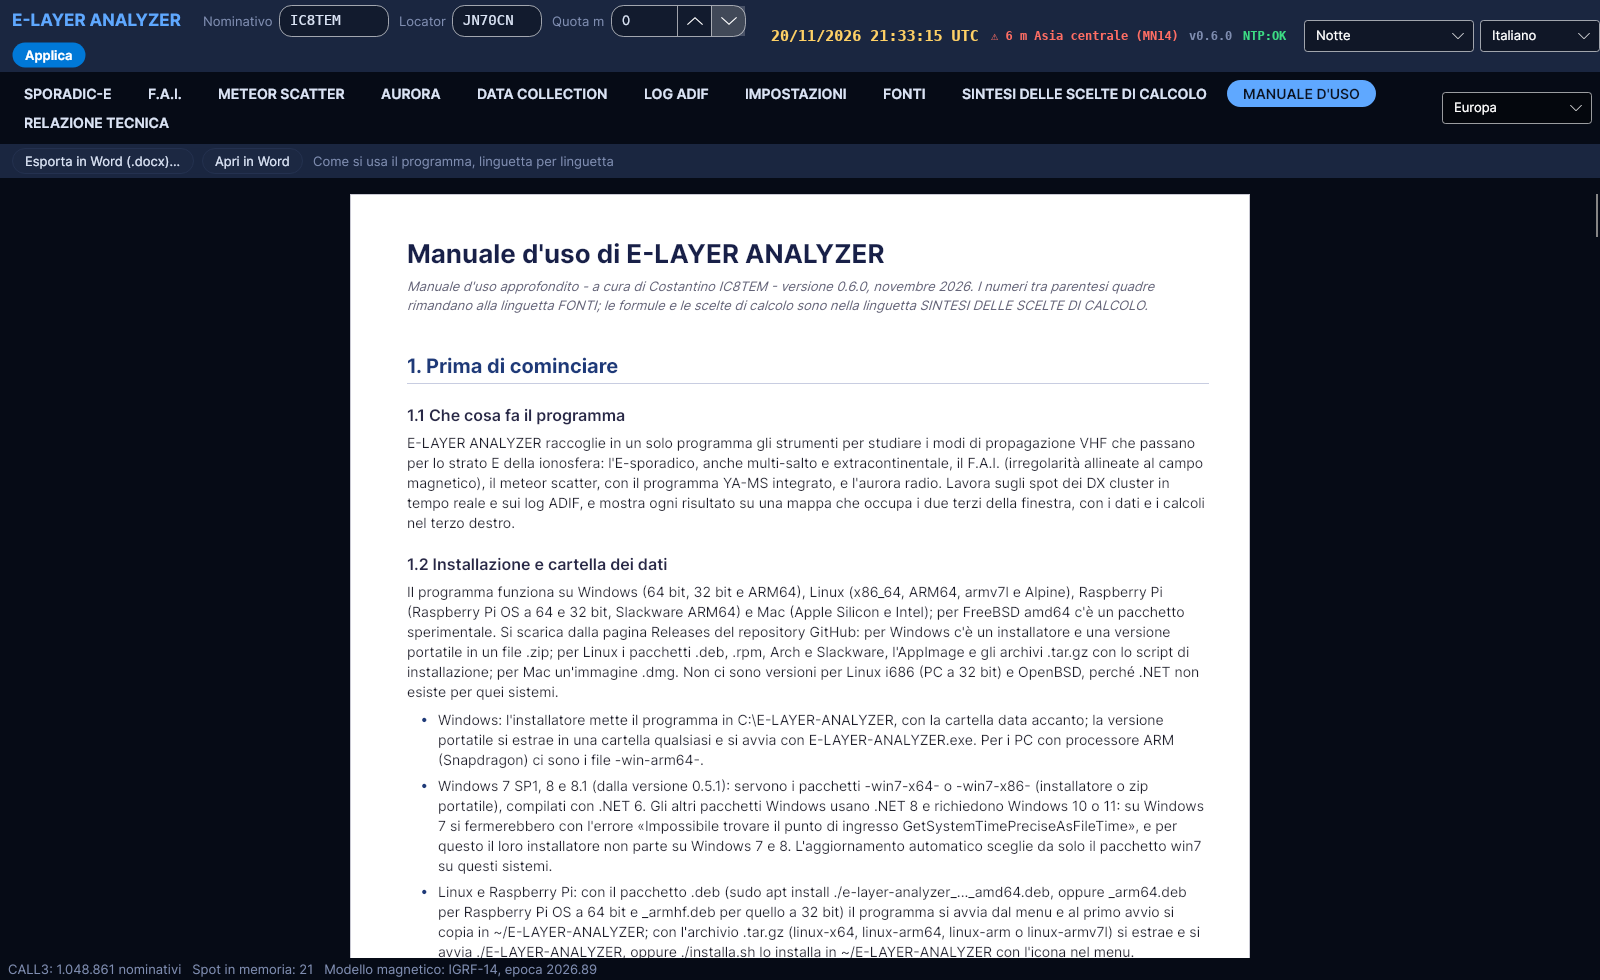 E-LAYER ANALYZER Nominativo IC8TEM Locator JN70CN Quota m 0
Applica
20/11/2026 21:33:15 UTC ⚠ 6 m Asia centrale (MN14) v0.6.0 NTP:OK Notte Italiano
SPORADIC-E F.A.I. METEOR SCATTER AURORA DATA COLLECTION LOG ADIF IMPOSTAZIONI FONTI SINTESI DELLE SCELTE DI CALCOLO MANUALE D'USO
RELAZIONE TECNICA
Europa
Esporta in Word (.docx)... Apri in Word Come si usa il programma, linguetta per linguetta
Manuale d'uso di E-LAYER ANALYZER
Manuale d'uso approfondito - a cura di Costantino IC8TEM - versione 0.6.0, novembre 2026. I numeri tra parentesi quadre
rimandano alla linguetta FONTI; le formule e le scelte di calcolo sono nella linguetta SINTESI DELLE SCELTE DI CALCOLO.
1. Prima di cominciare
1.1 Che cosa fa il programma
E-LAYER ANALYZER raccoglie in un solo programma gli strumenti per studiare i modi di propagazione VHF che passano
per lo strato E della ionosfera: l'E-sporadico, anche multi-salto e extracontinentale, il F.A.I. (irregolarità allineate al campo
magnetico), il meteor scatter, con il programma YA-MS integrato, e l'aurora radio. Lavora sugli spot dei DX cluster in
tempo reale e sui log ADIF, e mostra ogni risultato su una mappa che occupa i due terzi della finestra, con i dati e i calcoli
nel terzo destro.
1.2 Installazione e cartella dei dati
Il programma funziona su Windows (64 bit, 32 bit e ARM64), Linux (x86_64, ARM64, armv7l e Alpine), Raspberry Pi
(Raspberry Pi OS a 64 e 32 bit, Slackware ARM64) e Mac (Apple Silicon e Intel); per FreeBSD amd64 c'è un pacchetto
sperimentale. Si scarica dalla pagina Releases del repository GitHub: per Windows c'è un installatore e una versione
portatile in un file .zip; per Linux i pacchetti .deb, .rpm, Arch e Slackware, l'AppImage e gli archivi .tar.gz con lo script di
installazione; per Mac un'immagine .dmg. Non ci sono versioni per Linux i686 (PC a 32 bit) e OpenBSD, perché .NET non
esiste per quei sistemi.
• Windows: l'installatore mette il programma in C:\E-LAYER-ANALYZER, con la cartella data accanto; la versione
portatile si estrae in una cartella qualsiasi e si avvia con E-LAYER-ANALYZER.exe. Per i PC con processore ARM
(Snapdragon) ci sono i file -win-arm64-.
• Windows 7 SP1, 8 e 8.1 (dalla versione 0.5.1): servono i pacchetti -win7-x64- o -win7-x86- (installatore o zip
portatile), compilati con .NET 6. Gli altri pacchetti Windows usano .NET 8 e richiedono Windows 10 o 11: su Windows
7 si fermerebbero con l'errore «Impossibile trovare il punto di ingresso GetSystemTimePreciseAsFileTime», e per
questo il loro installatore non parte su Windows 7 e 8. L'aggiornamento automatico sceglie da solo il pacchetto win7
su questi sistemi.
• Linux e Raspberry Pi: con il pacchetto .deb (sudo apt install ./e-layer-analyzer_..._amd64.deb, oppure _arm64.deb
per Raspberry Pi OS a 64 bit e _armhf.deb per quello a 32 bit) il programma si avvia dal menu e al primo avvio si
copia in ~/E-LAYER-ANALYZER; con l'archivio .tar.gz (linux-x64, linux-arm64, linux-arm o linux-armv7l) si estrae e si
avvia ./E-LAYER-ANALYZER, oppure ./installa.sh lo installa in ~/E-LAYER-ANALYZER con l'icona nel menu.
CALL3: 1.048.861 nominativi Spot in memoria: 21 Modello magnetico: IGRF-14, epoca 2026.89